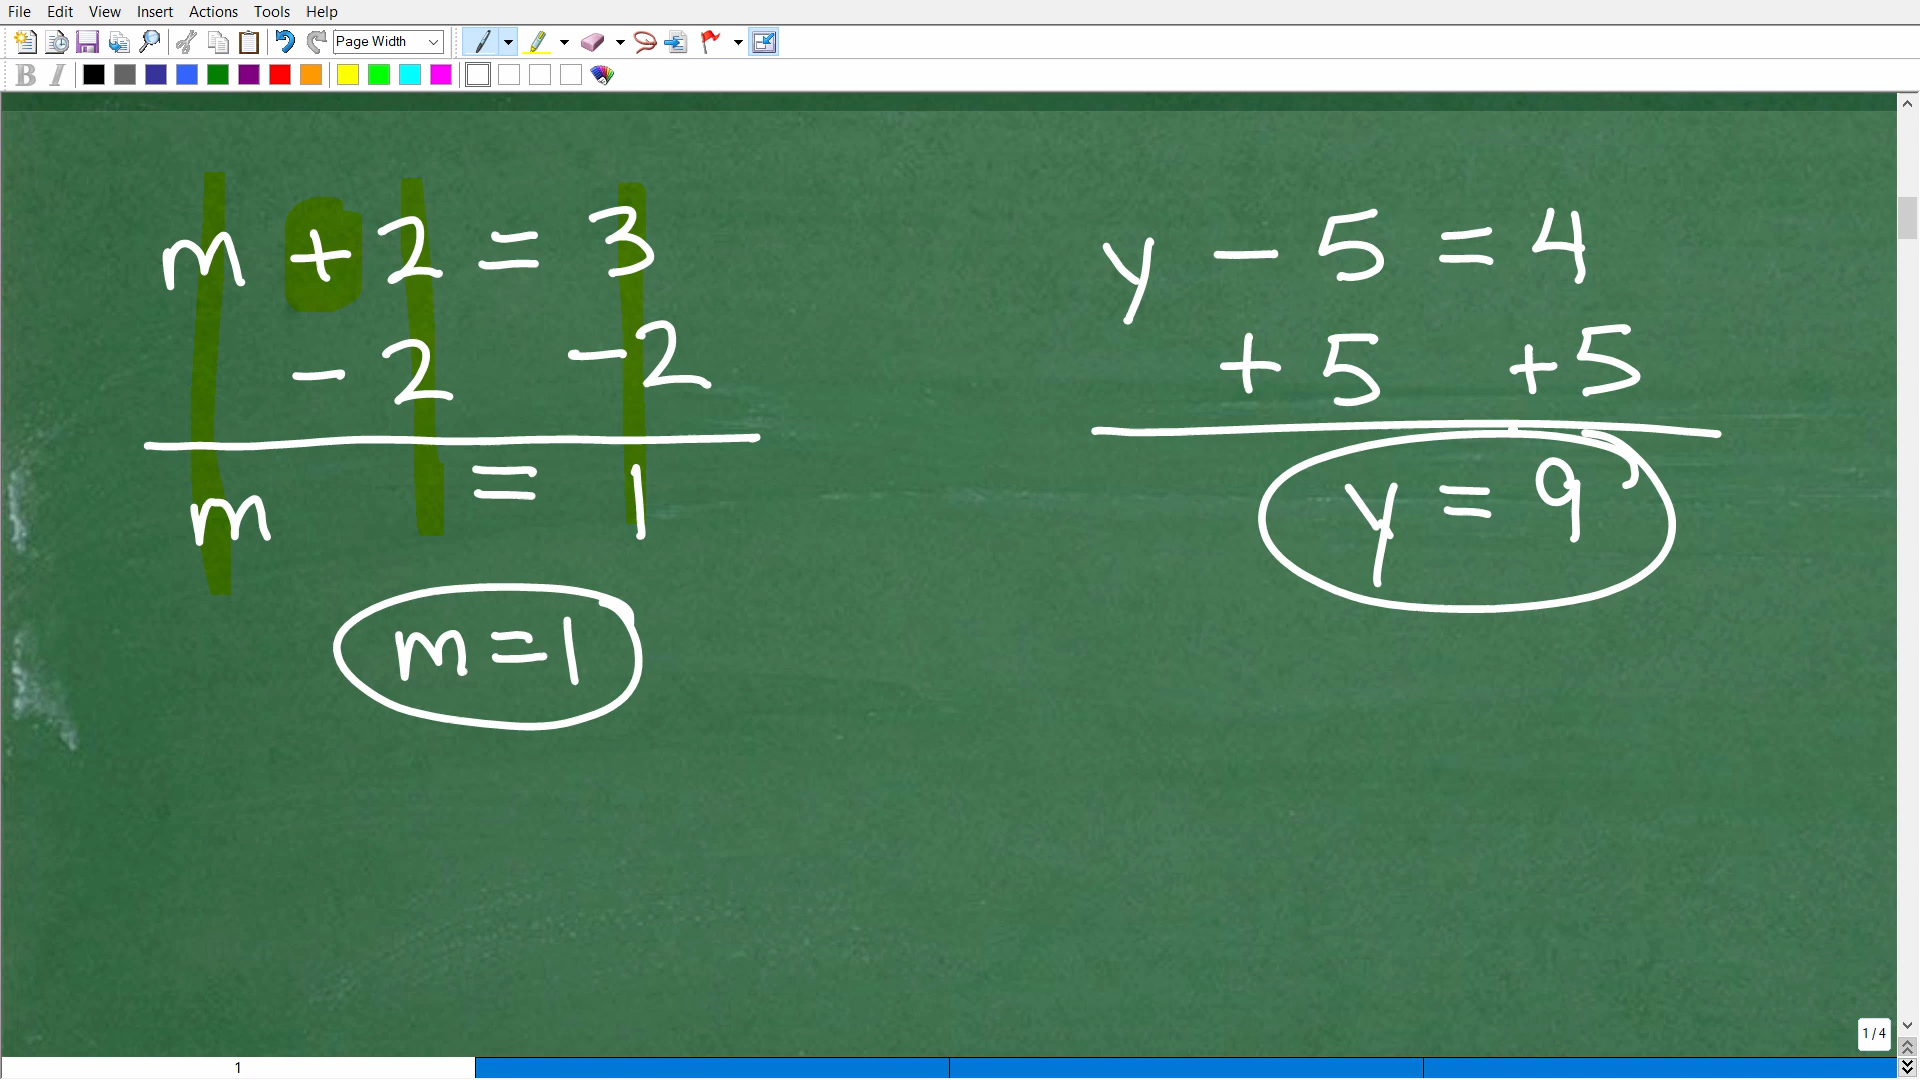 File Edit View Insert Actions Tools Help
Page Width
B I
m + 2 = 3
- 2 -2
m = 1
m = 1
y - 5 = 4
+ 5 + 5
y = 9
1 / 4
1